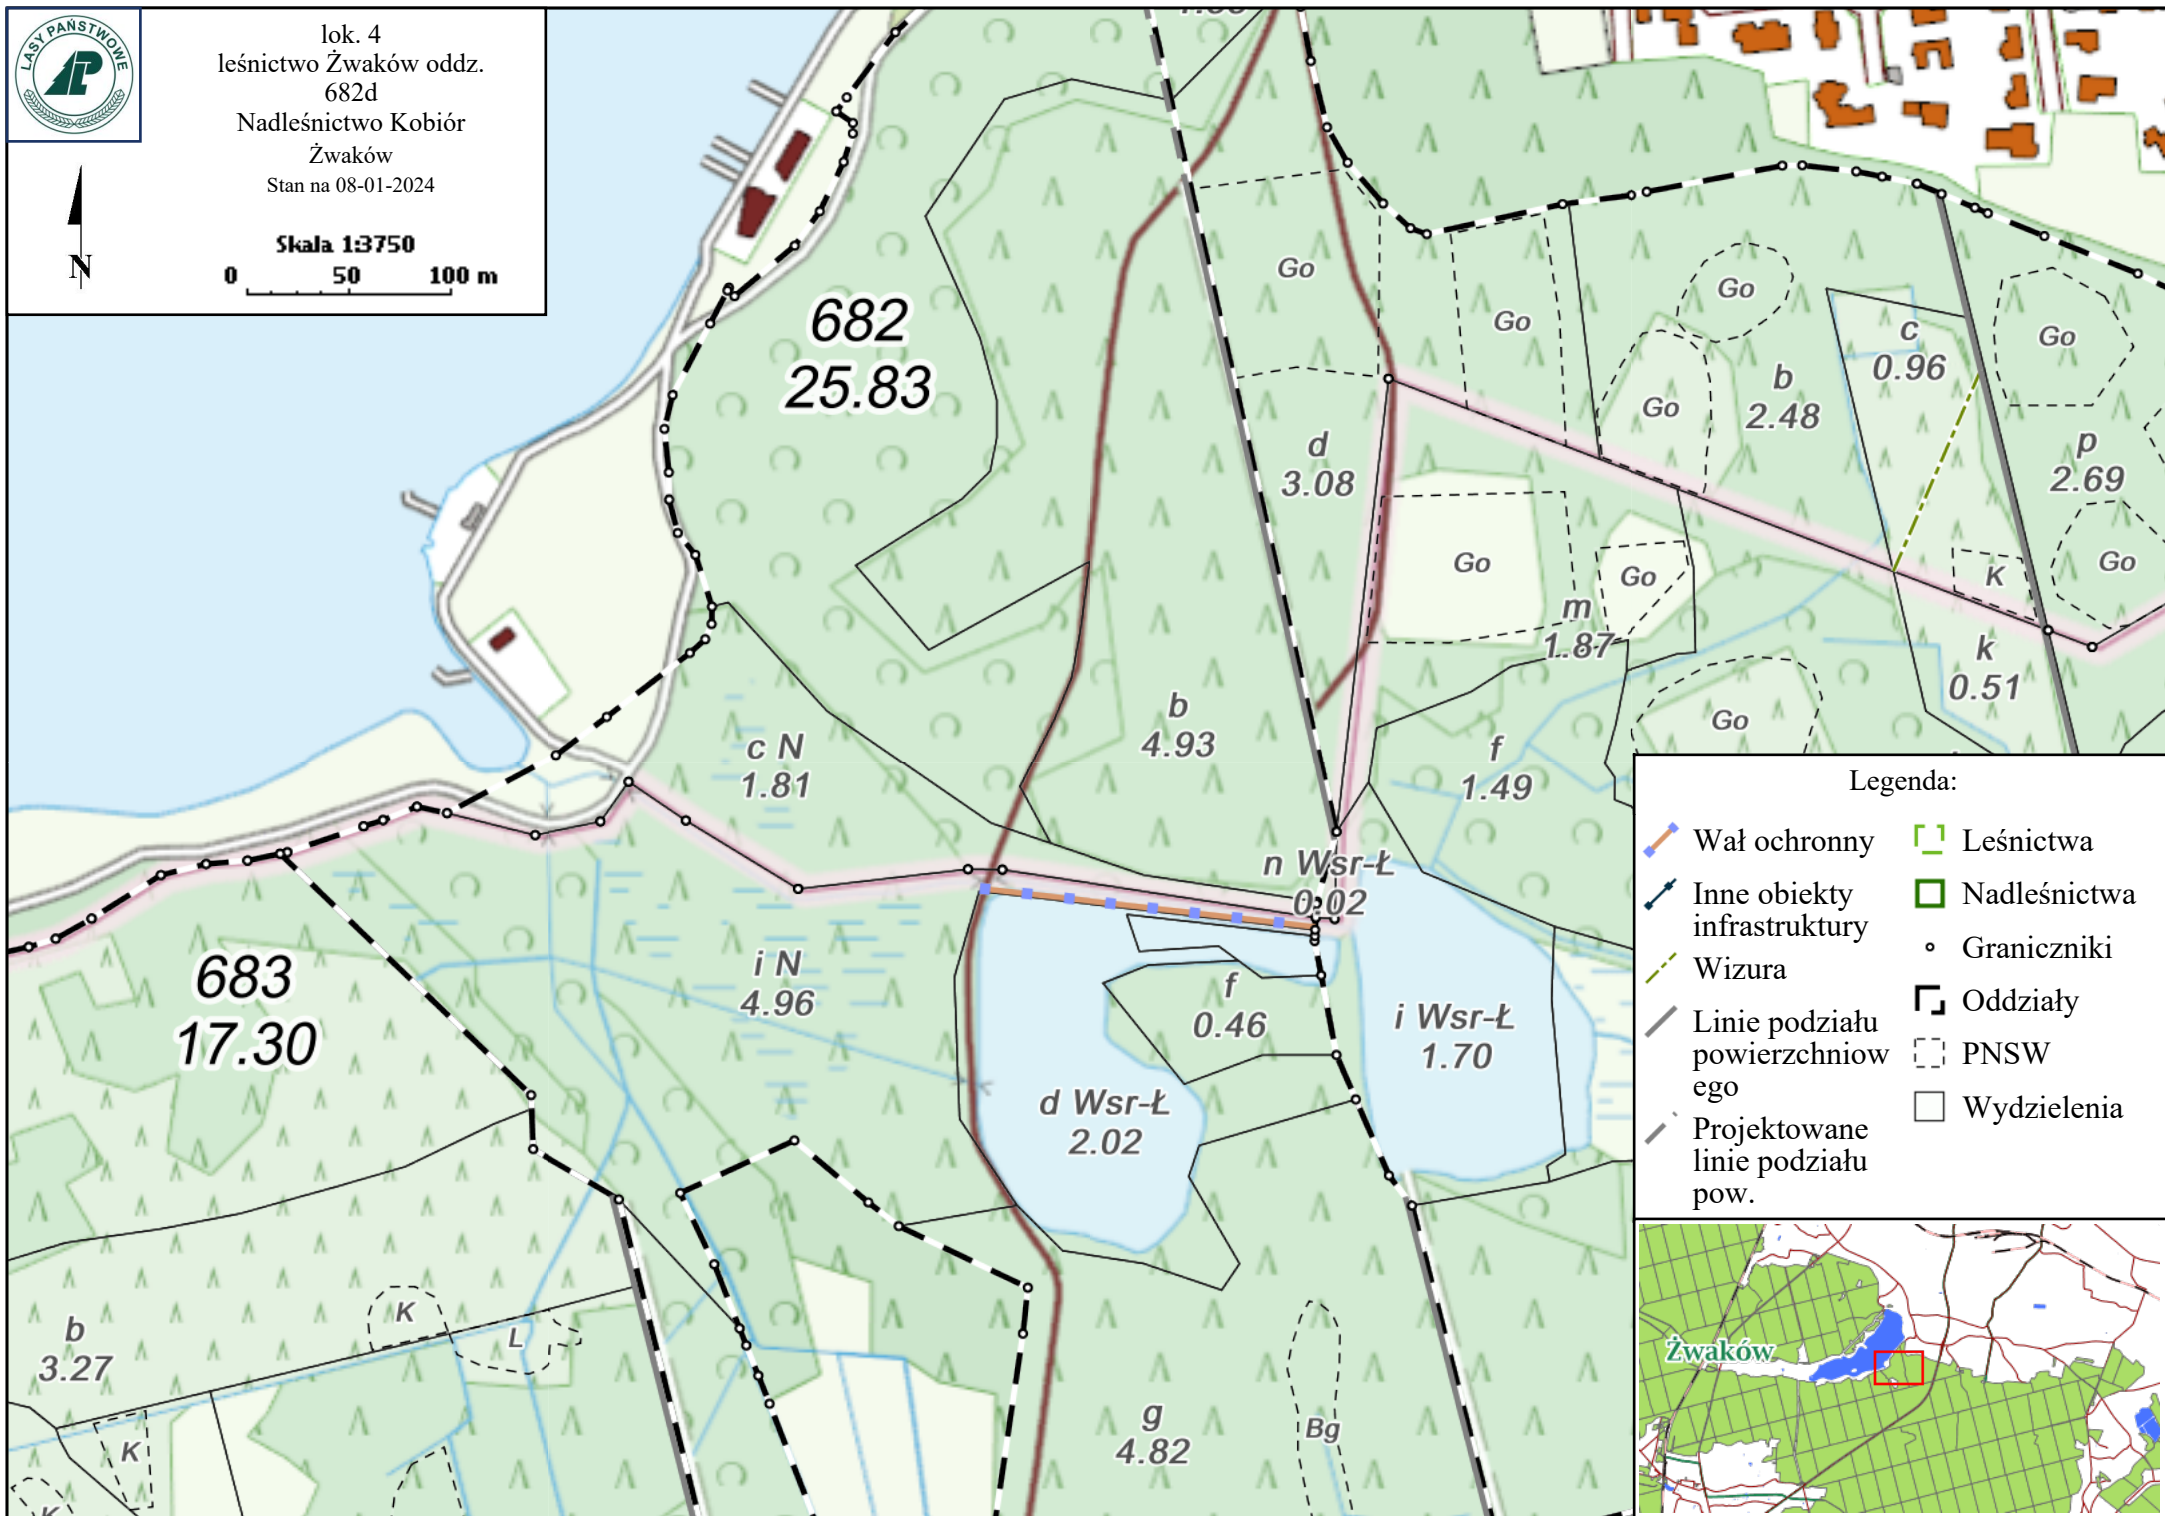 LASY PAŃSTWOWE
lok. 4
leśnictwo Żwaków oddz.
682d
Nadleśnictwo Kobiór
Żwaków
Stan na 08-01-2024
N
Skala 1:3750
0 50 100 m
682
25.83
Go
Go
Go
Go
c
0.96
Go
b
2.48
d
3.08
p
2.69
Go
Go
Go
K
m
1.87
k
0.51
Go
b
4.93
c N
1.81
f
1.49
n Wsr-Ł
0.02
i N
4.96
683
17.30
f
0.46
i Wsr-Ł
1.70
d Wsr-Ł
2.02
b
3.27
K
L
K
K
g
4.82
Bg
Legenda:
Wał ochronny
Inne obiekty
infrastruktury
Wizura
Linie podziału
powierzchniow
ego
Projektowane
linie podziału
pow.
Leśnictwa
Nadleśnictwa
Graniczniki
Oddziały
PNSW
Wydzielenia
Żwaków